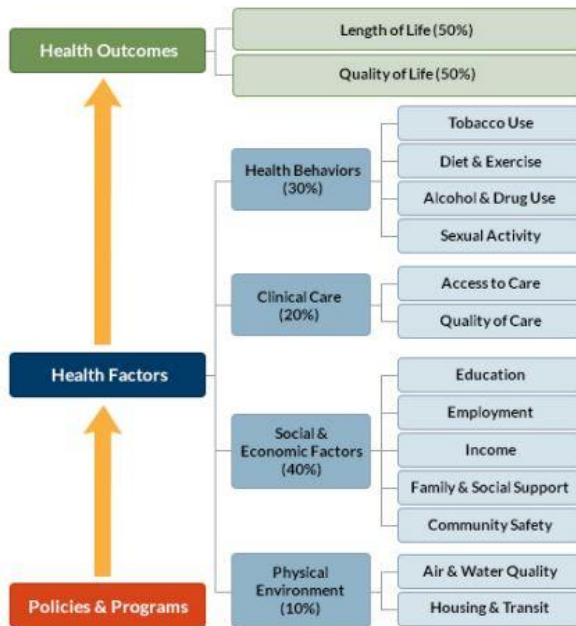 Health Outcomes
Length of Life (50%)
Quality of Life (50%)
Health Factors
Health Behaviors
(30%)
Tobacco Use
Diet & Exercise
Alcohol & Drug Use
Sexual Activity
Clinical Care
(20%)
Access to Care
Quality of Care
Social &
Economic Factors
(40%)
Education
Employment
Income
Family & Social Support
Community Safety
Physical
Environment
(10%)
Air & Water Quality
Housing & Transit
Policies & Programs